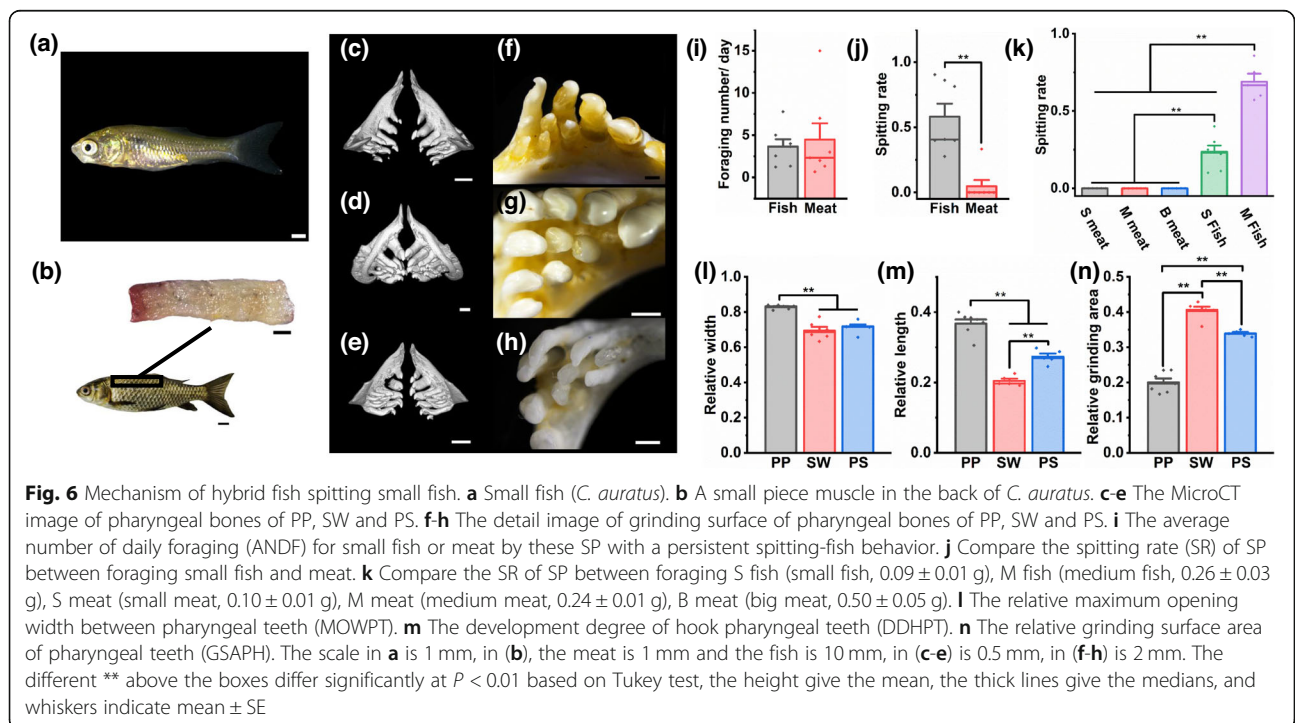 (a)
(b)
(c)
(d)
(e)
(f)
(g)
(h)
(i)
Foraging number/ day
15
10
5
0
Fish Meat
(j)
Spitting rate
1.0
0.5
0.0
**
Fish Meat
(k)
Spitting rate
1.0
0.5
0.0
**
**
S meat
M meat
B meat
S Fish
M Fish
(l)
Relative width
1.0
0.8
0.6
0.4
0.2
0.0
**
PP SW PS
(m)
Relative length
0.4
0.2
0.0
**
**
PP SW PS
(n)
Relative grinding area
0.5
0.4
0.3
0.2
0.1
0.0
**
**
**
PP SW PS
Fig. 6 Mechanism of hybrid fish spitting small fish. a Small fish (C. auratus). b A small piece muscle in the back of C. auratus. c-e The MicroCT
image of pharyngeal bones of PP, SW and PS. f-h The detail image of grinding surface of pharyngeal bones of PP, SW and PS. i The average
number of daily foraging (ANDF) for small fish or meat by these SP with a persistent spitting-fish behavior. j Compare the spitting rate (SR) of SP
between foraging small fish and meat. k Compare the SR of SP between foraging S fish (small fish, 0.09 ± 0.01 g), M fish (medium fish, 0.26 ± 0.03
g), S meat (small meat, 0.10 ± 0.01 g), M meat (medium meat, 0.24 ± 0.01 g), B meat (big meat, 0.50 ± 0.05 g). l The relative maximum opening
width between pharyngeal teeth (MOWPT). m The development degree of hook pharyngeal teeth (DDHPT). n The relative grinding surface area
of pharyngeal teeth (GSAPH). The scale in a is 1 mm, in (b), the meat is 1 mm and the fish is 10 mm, in (c-e) is 0.5 mm, in (f-h) is 2 mm. The
different ** above the boxes differ significantly at P < 0.01 based on Tukey test, the height give the mean, the thick lines give the medians, and
whiskers indicate mean ± SE